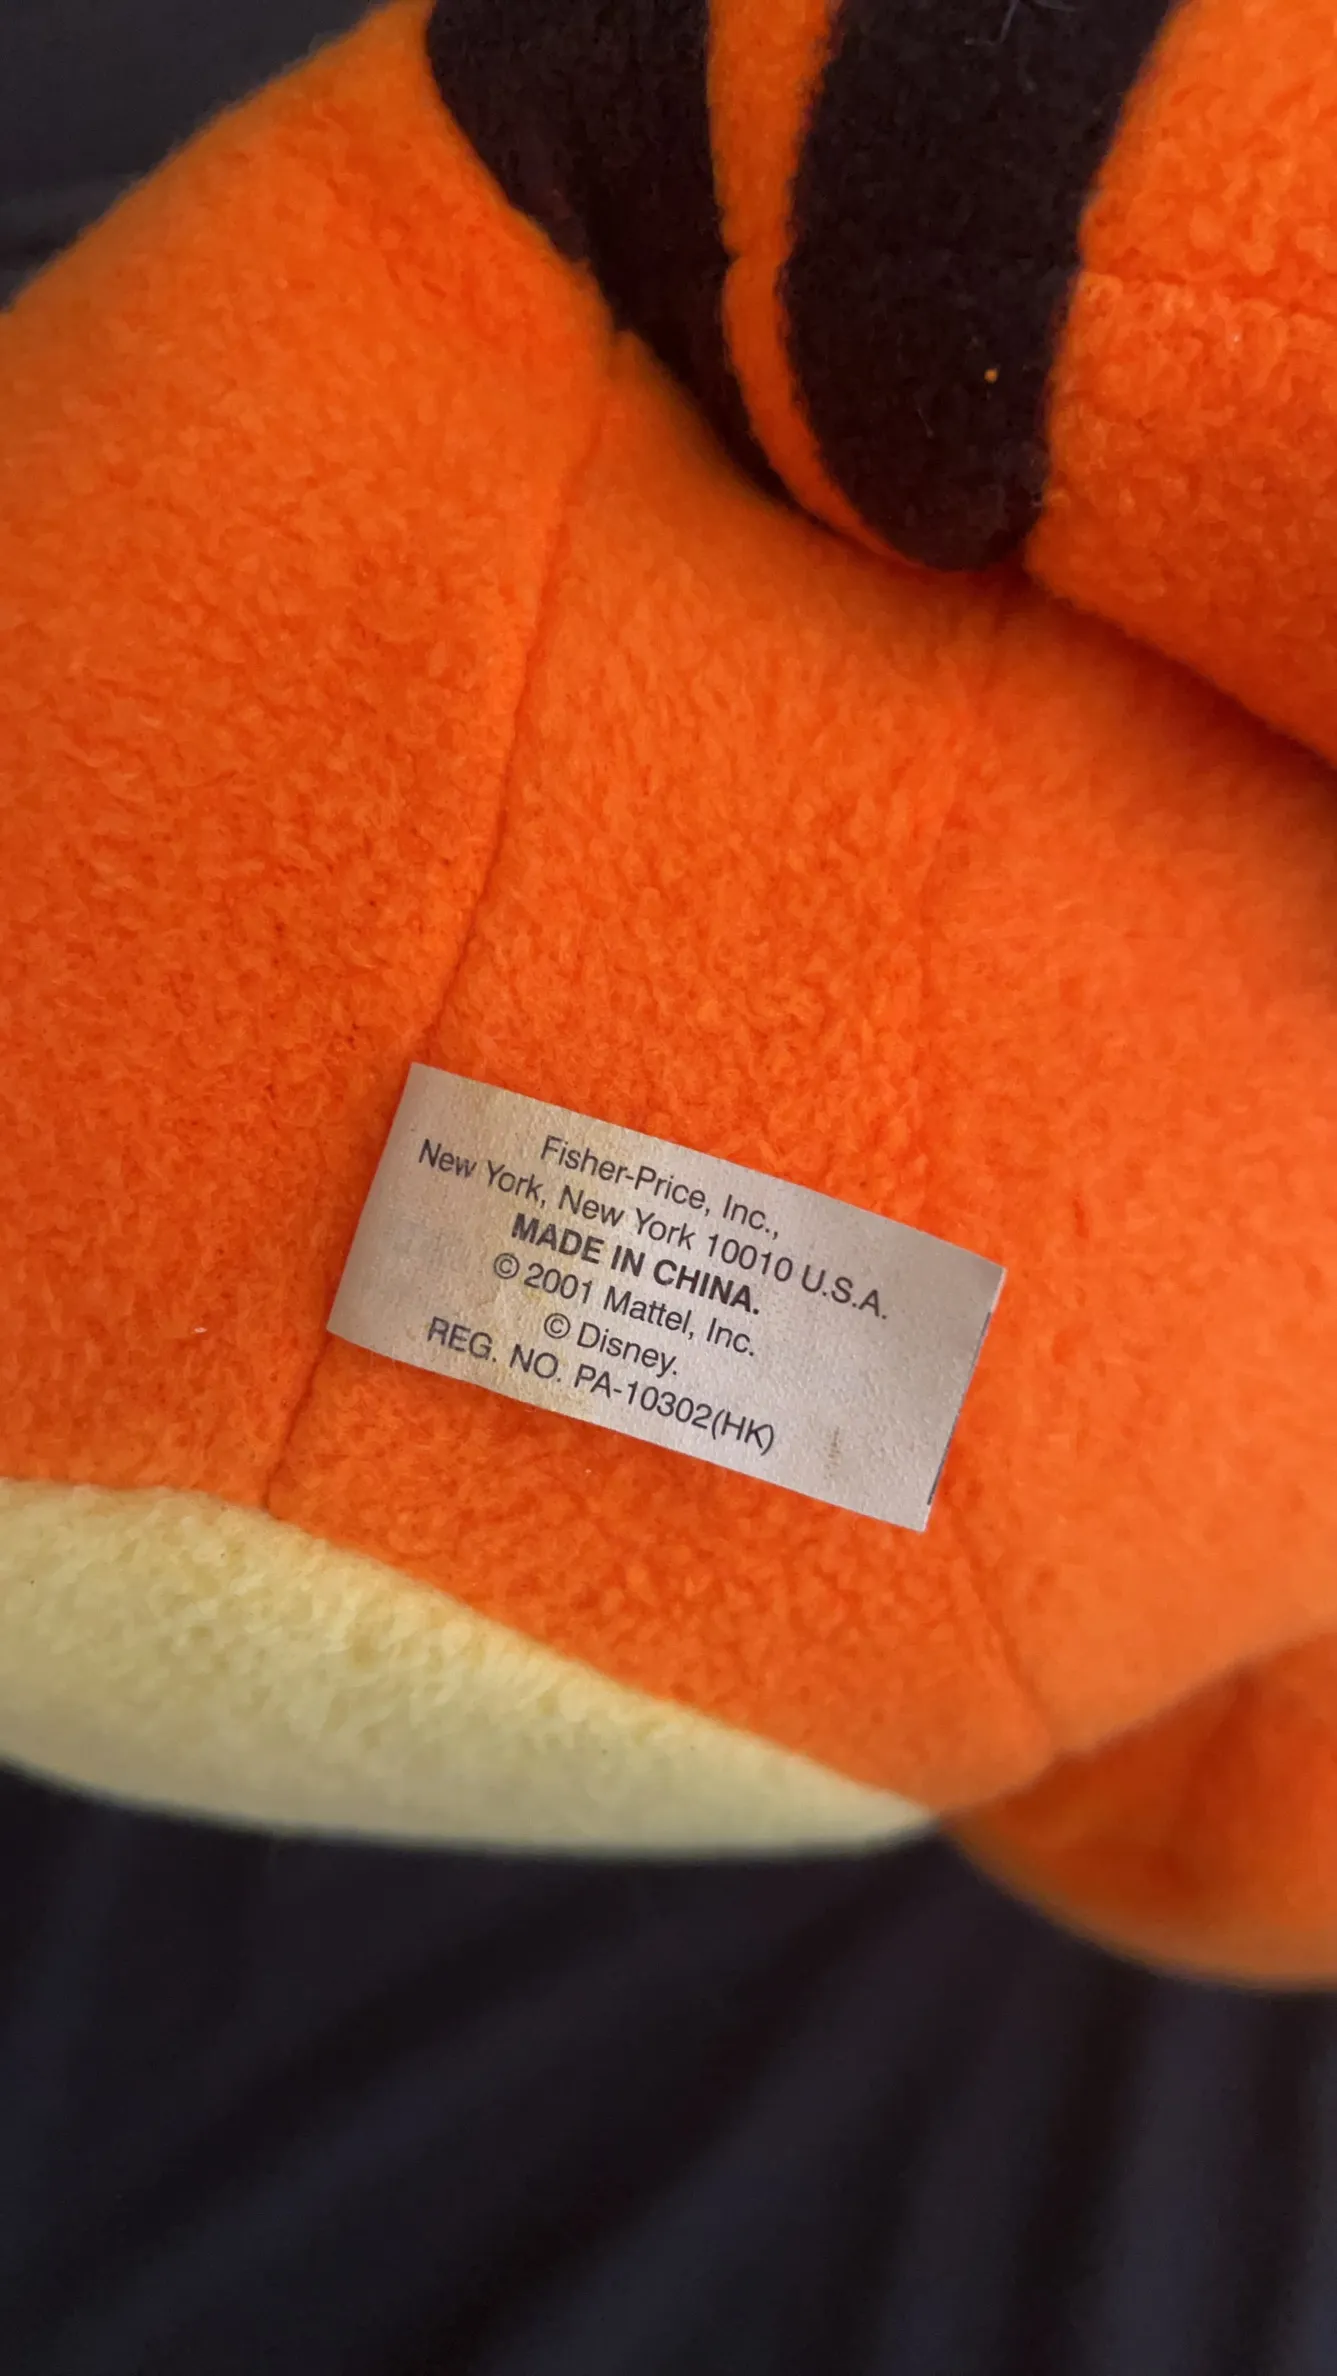 Fisher-Price, Inc.,
New York, New York 10010 U.S.A.
MADE IN CHINA.
© 2001 Mattel, Inc.
© Disney.
REG. NO. PA-10302(HK)